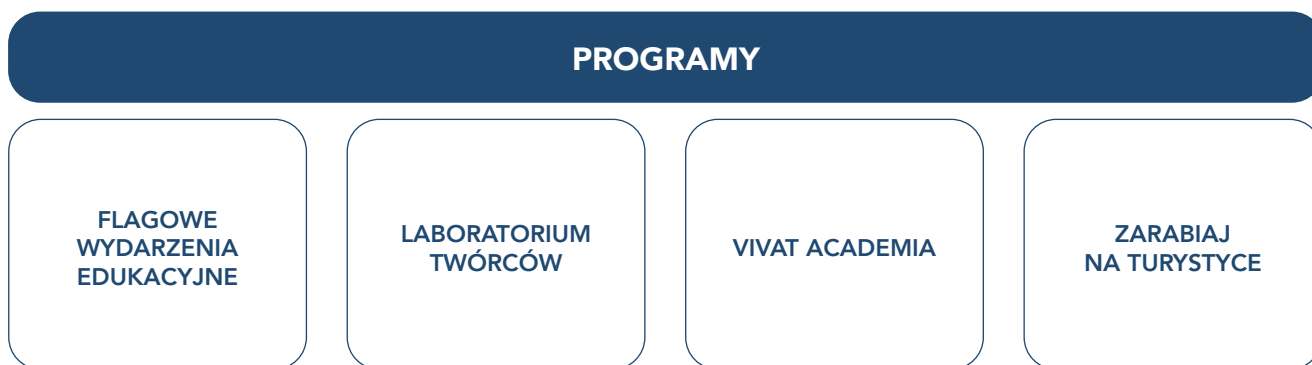 PROGRAMY
FLAGOWE
WYDARZENIA
EDUKACYJNE
LABORATORIUM
TWÓRCÓW
VIVAT ACADEMIA
ZARABIAJ
NA TURYSTYCE